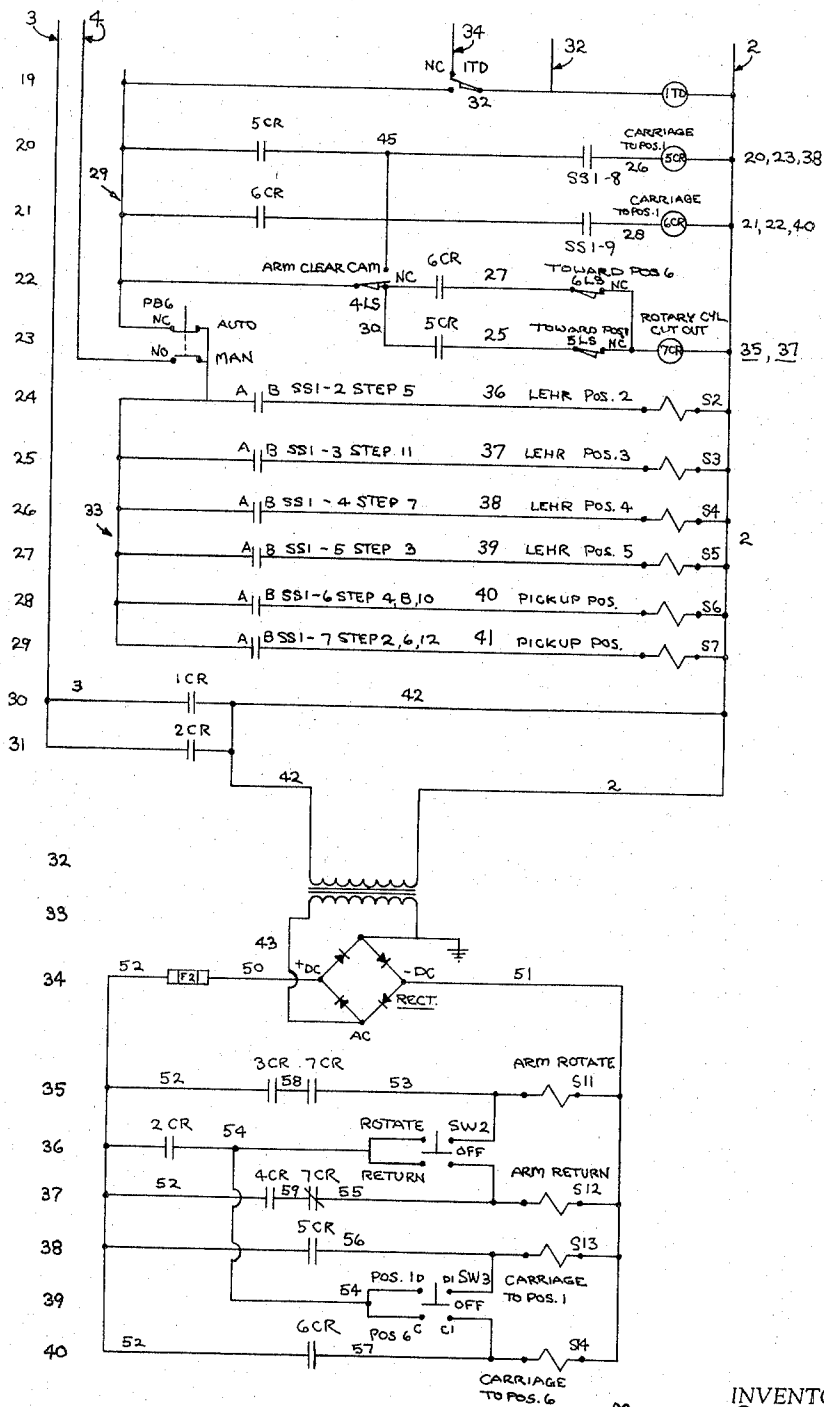 3 4 34 32 2
NC 1TD
19 32 1TD
5CR 45 CARRIAGE TO POS.1
20 SS1-8 26 5CR 20,23,38
29
6CR CARRIAGE TO POS.1
21 SS1-9 28 6CR 21,22,40
ARM CLEAR CAM NC 6CR 27 TOWARD POS 6
22 4LS 6LS NC
PB6 30 5CR 25 TOWARD POS1 ROTARY CYL CUT OUT
23 NC AUTO 5LS NC 7CR 35, 37
NO MAN
24 A B SS1-2 STEP 5 36 LEHR POS. 2 S2
25 A B SS1-3 STEP 11 37 LEHR POS. 3 S3
26 A B SS1-4 STEP 7 38 LEHR POS. 4 S4
33 2
27 A B SS1-5 STEP 3 39 LEHR POS. 5 S5
28 A B SS1-6 STEP 4,8,10 40 PICKUP POS. S6
29 A B SS1-7 STEP 2,6,12 41 PICKUP POS. S7
30 3 1CR 42
31 2CR
42 2
32
33
43
34 52 F2 50 +DC -DC 51
RECT.
AC
3CR 7CR ARM ROTATE
35 52 58 53 S11
2CR 54 ROTATE SW2
36 OFF
RETURN
4CR 7CR ARM RETURN
37 52 59 55 S12
5CR
38 56 S13
POS. 1D D1 SW3 CARRIAGE TO POS. 1
39 54 OFF
6CR POS 6C C1
40 52 57 S14
CARRIAGE
TO POS. 6
INVENTO